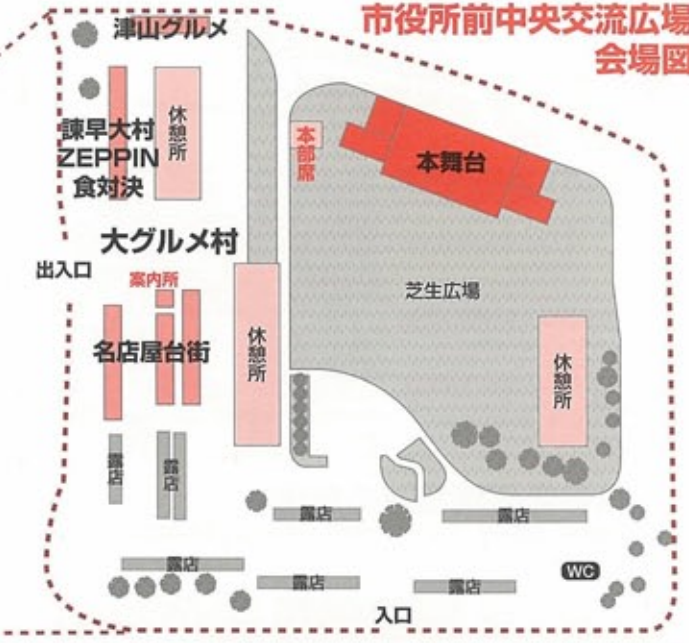 市役所前中央交流広場
会場図
津山グルメ
休憩所
諫早大村
ZEPPIN
食対決
本部席
本舞台
大グルメ村
出入口
案内所
芝生広場
名店屋台街
休憩所
休憩所
露店
露店
露店
露店
露店
露店
露店
WC
入口